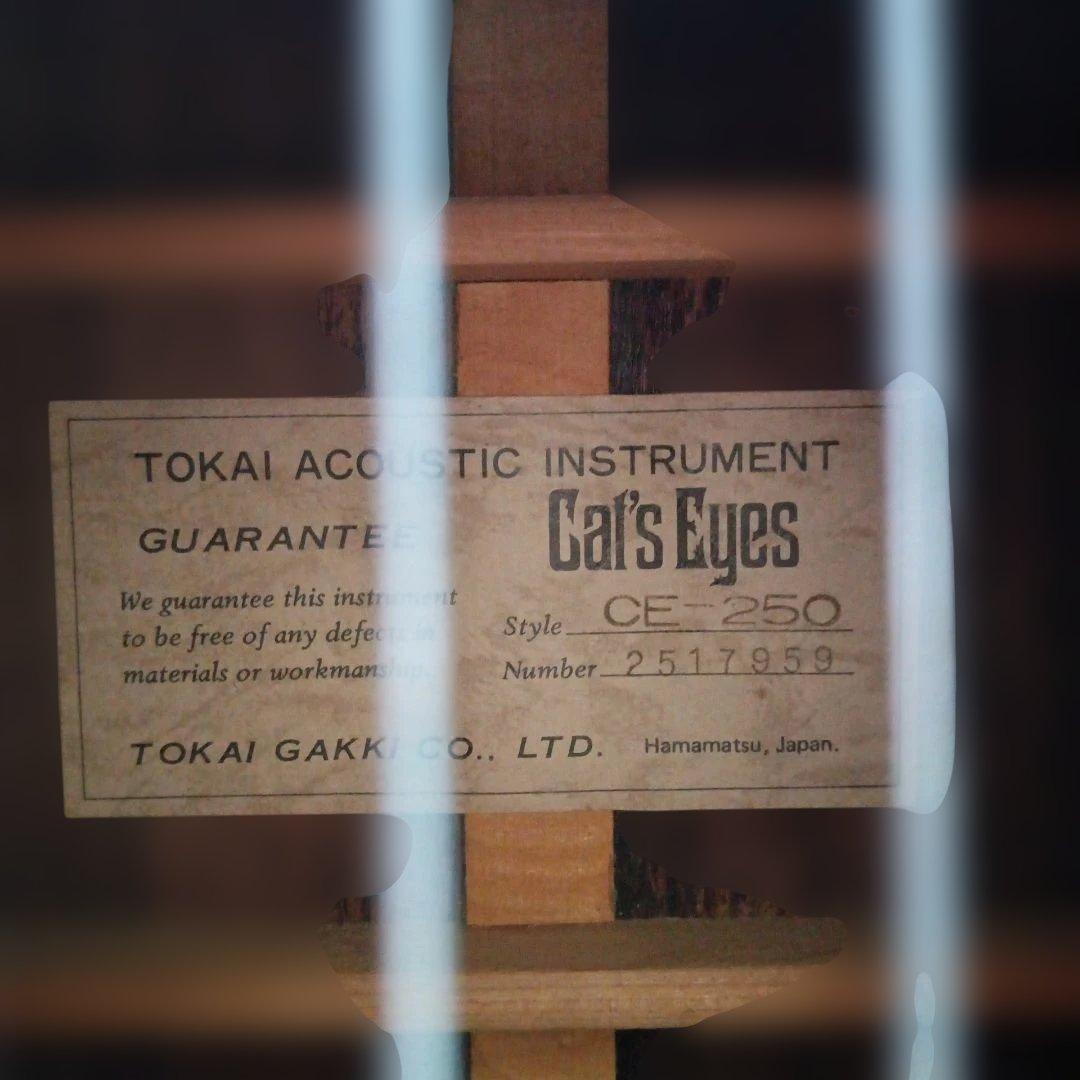 TOKAI ACOUSTIC INSTRUMENT
Cat's Eyes
GUARANTEE
We guarantee this instrument
to be free of any defect in
materials or workmanship.
Style CE-250
Number 2517959
TOKAI GAKKI CO., LTD. Hamamatsu, Japan.